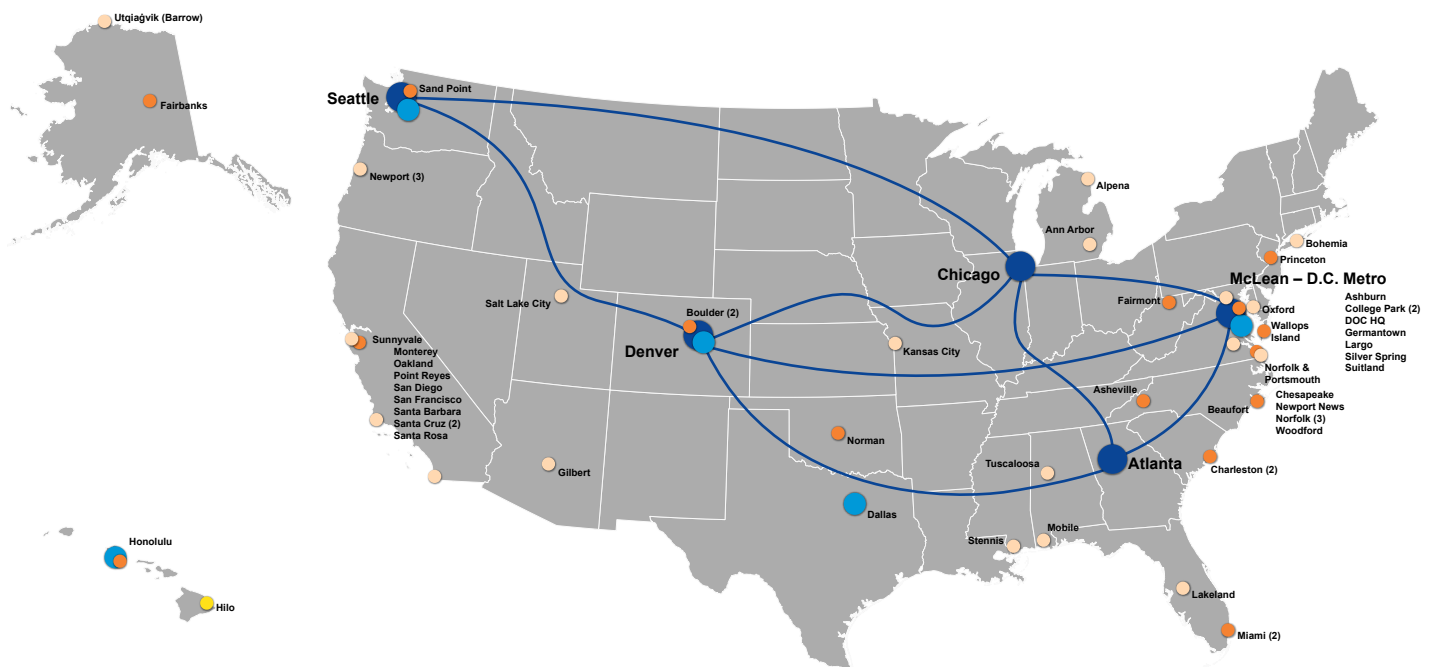 Utqiaġvik (Barrow)
Fairbanks
Seattle
Sand Point
Newport (3)
Alpena
Ann Arbor
Bohemia
Princeton
Chicago
McLean – D.C. Metro
Ashburn
College Park (2)
DOC HQ
Germantown
Largo
Silver Spring
Suitland
Salt Lake City
Fairmont
Oxford
Boulder (2)
Wallops
Island
Sunnyvale
Monterey
Oakland
Point Reyes
San Diego
San Francisco
Santa Barbara
Santa Cruz (2)
Santa Rosa
Denver
Kansas City
Norfolk &
Portsmouth
Chesapeake
Newport News
Norfolk (3)
Woodford
Asheville
Beaufort
Norman
Gilbert
Tuscaloosa
Atlanta
Charleston (2)
Dallas
Mobile
Stennis
Honolulu
Hilo
Lakeland
Miami (2)